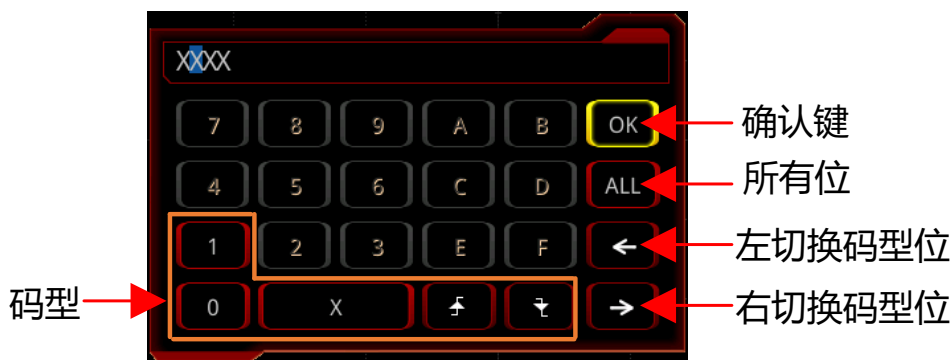 XXXX
7 8 9 A B OK 确认键
4 5 6 C D ALL 所有位
1 2 3 E F ← 左切换码型位
码型 0 X → 右切换码型位